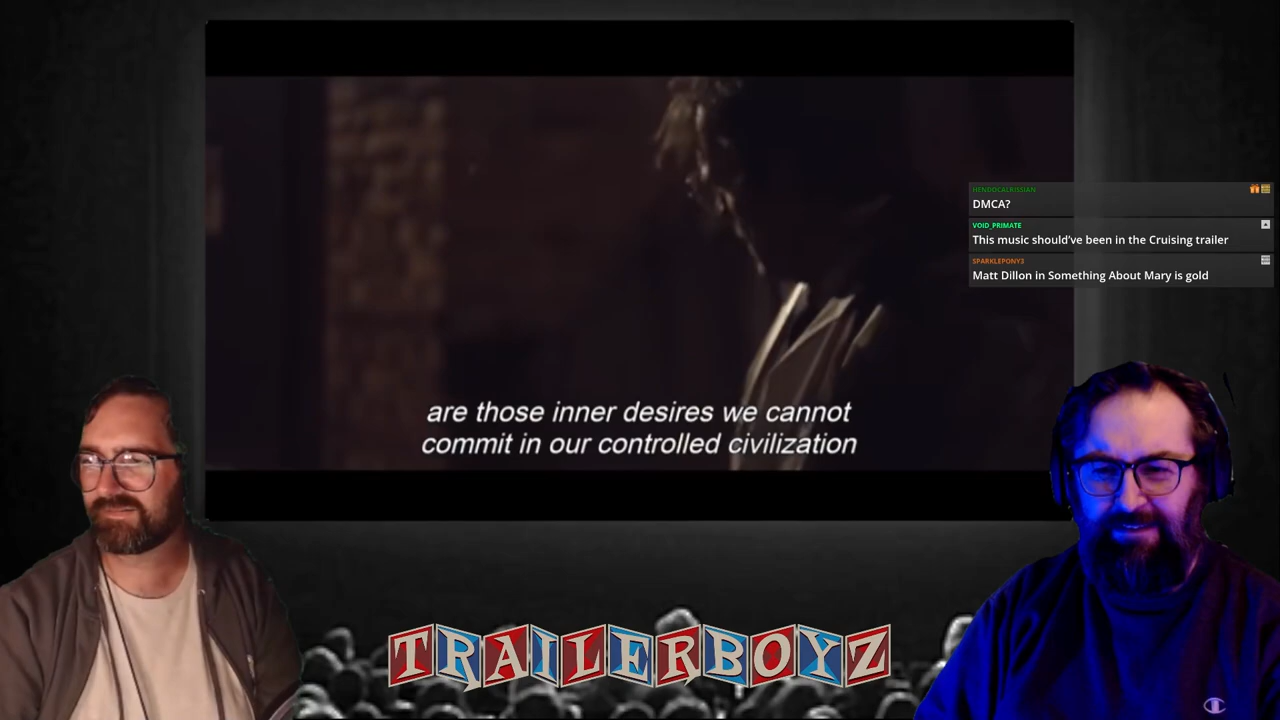 HENDOCALRISSIAN
DMCA?
VOID_PRIMATE
This music should've been in the Cruising trailer
SPARKLEPONY3
Matt Dillon in Something About Mary is gold
are those inner desires we cannot
commit in our controlled civilization
TRAILERBOYZ